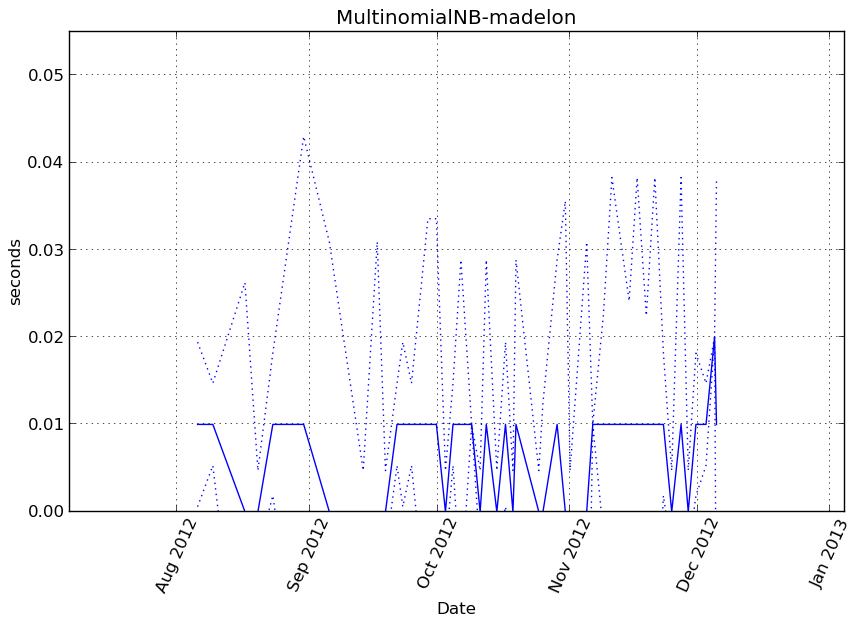 MultinomialNB-madelon
0.05
0.04
0.03
0.02
0.01
0.00
seconds
Aug 2012
Sep 2012
Oct 2012
Nov 2012
Dec 2012
Jan 2013
Date